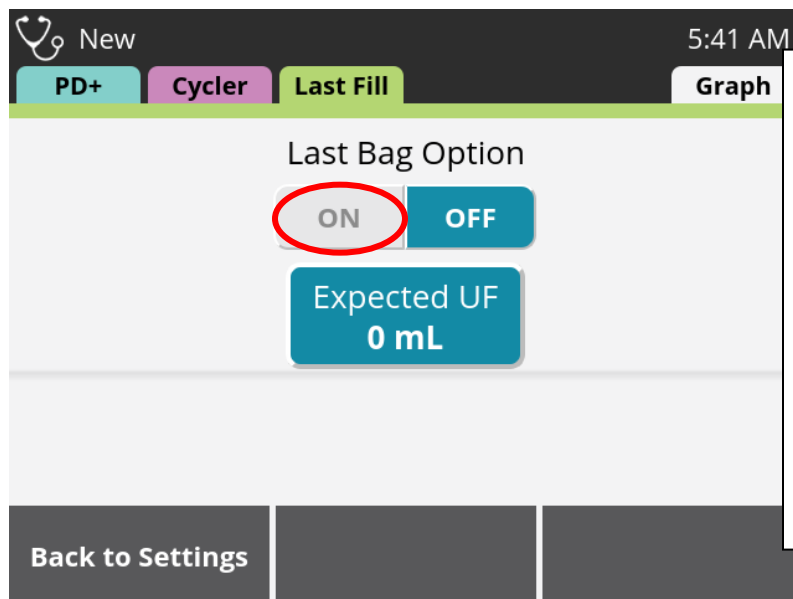 New 5:41 AM
PD+ Cycler Last Fill Graph
Last Bag Option
ON OFF
Expected UF
0 mL
Back to Settings